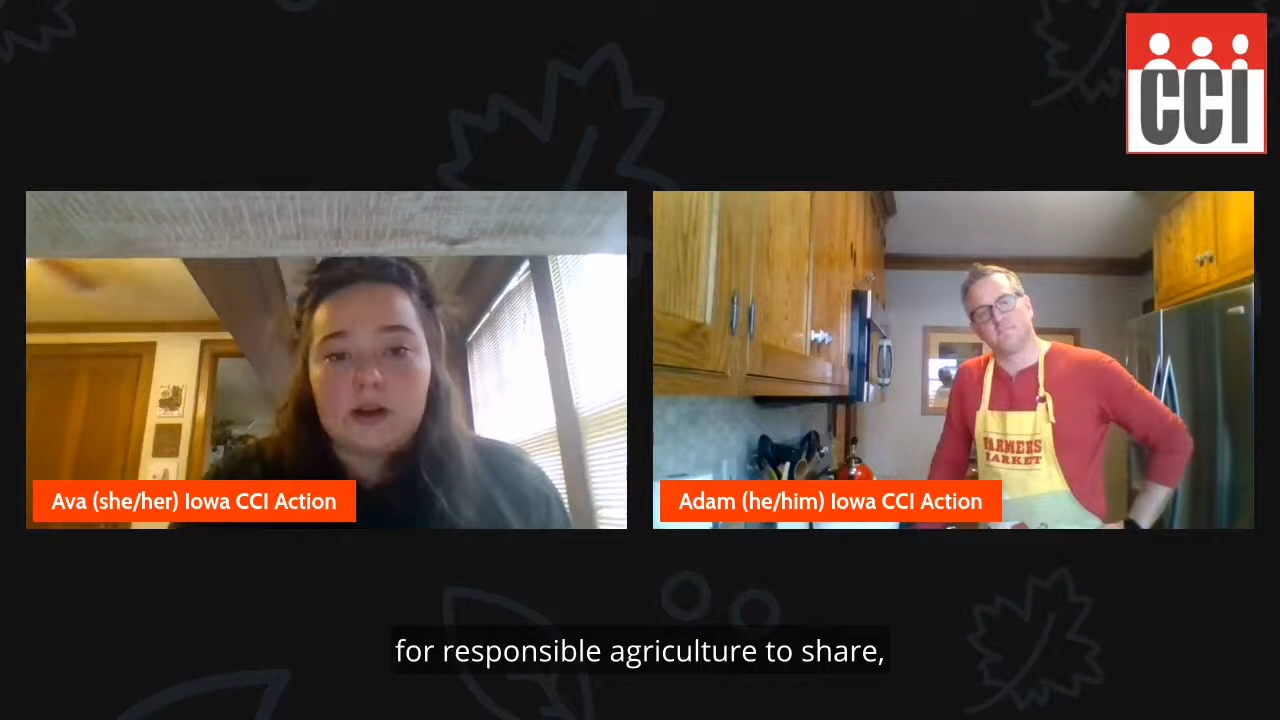 CCI
Ava (she/her) Iowa CCI Action
Adam (he/him) Iowa CCI Action
FARMERS
MARKET
for responsible agriculture to share,